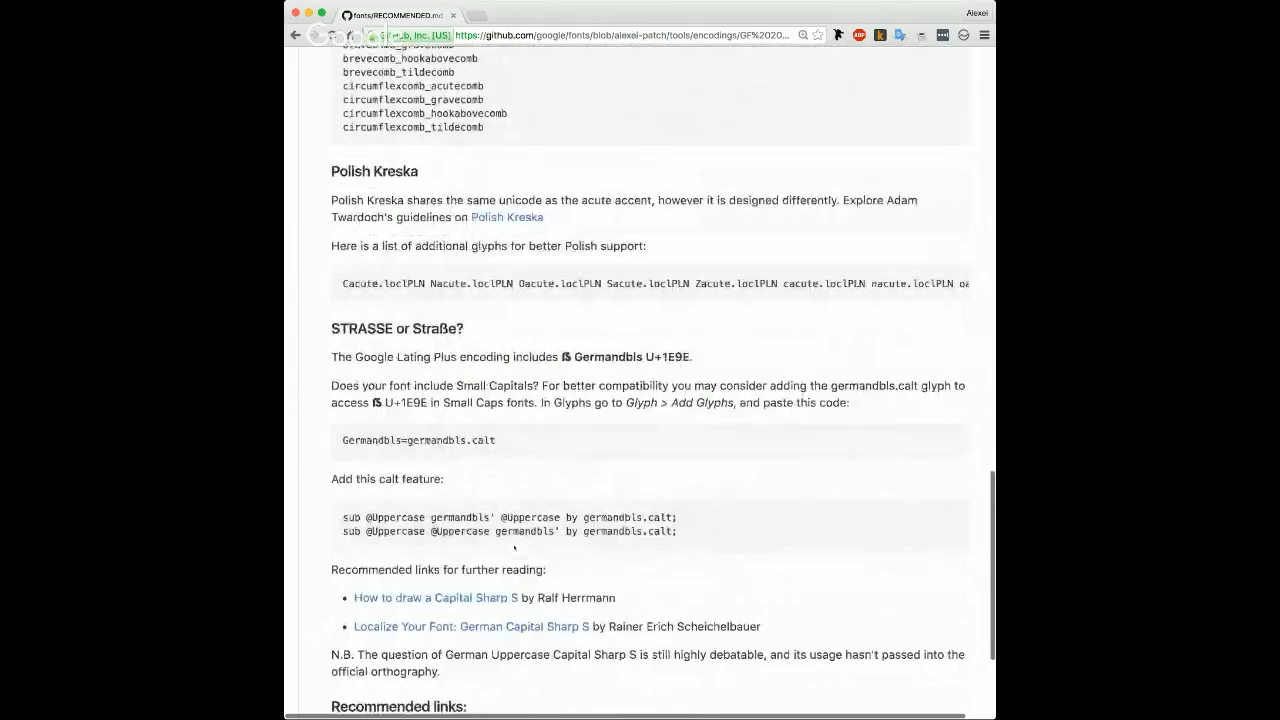 fonts/RECOMMENDED.md
Alexei
GitHub, Inc. [US] https://github.com/google/fonts/blob/alexei-patch/tools/encodings/GF%2020...
brevecomb_hookabovecomb
brevecomb_tildecomb
circumflexcomb_acutecomb
circumflexcomb_gravecomb
circumflexcomb_hookabovecomb
circumflexcomb_tildecomb
Polish Kreska
Polish Kreska shares the same unicode as the acute accent, however it is designed differently. Explore Adam
Twardoch's guidelines on Polish Kreska
Here is a list of additional glyphs for better Polish support:
Cacute.loclPLN Nacute.loclPLN Oacute.loclPLN Sacute.loclPLN Zacute.loclPLN cacute.loclPLN nacute.loclPLN oa
STRASSE or Straße?
The Google Lating Plus encoding includes ẞ Germandbls U+1E9E.
Does your font include Small Capitals? For better compatibility you may consider adding the germandbls.calt glyph to
access ẞ U+1E9E in Small Caps fonts. In Glyphs go to Glyph > Add Glyphs, and paste this code:
Germandbls=germandbls.calt
Add this calt feature:
sub @Uppercase germandbls' @Uppercase by germandbls.calt;
sub @Uppercase @Uppercase germandbls' by germandbls.calt;
Recommended links for further reading:
• How to draw a Capital Sharp S by Ralf Herrmann
• Localize Your Font: German Capital Sharp S by Rainer Erich Scheichelbauer
N.B. The question of German Uppercase Capital Sharp S is still highly debatable, and its usage hasn't passed into the
official orthography.
Recommended links: